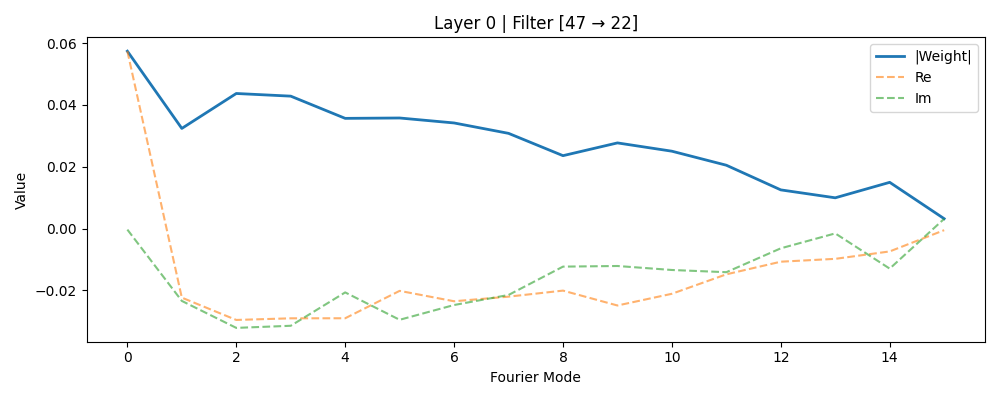 Layer 0 | Filter [47 → 22]
0.06
0.04
0.02
0.00
−0.02
Value
0
2
4
6
8
10
12
14
Fourier Mode
|Weight|
Re
Im